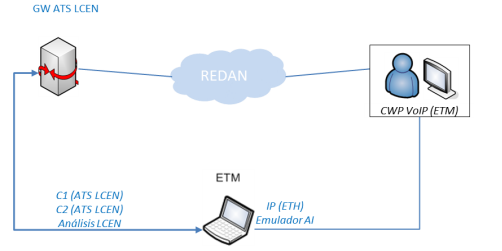 GW ATS LCEN
REDAN
CWP VoIP (ETM)
ETM
C1 (ATS LCEN)
C2 (ATS LCEN)
Análisis LCEN
IP (ETH)
Emulador AI